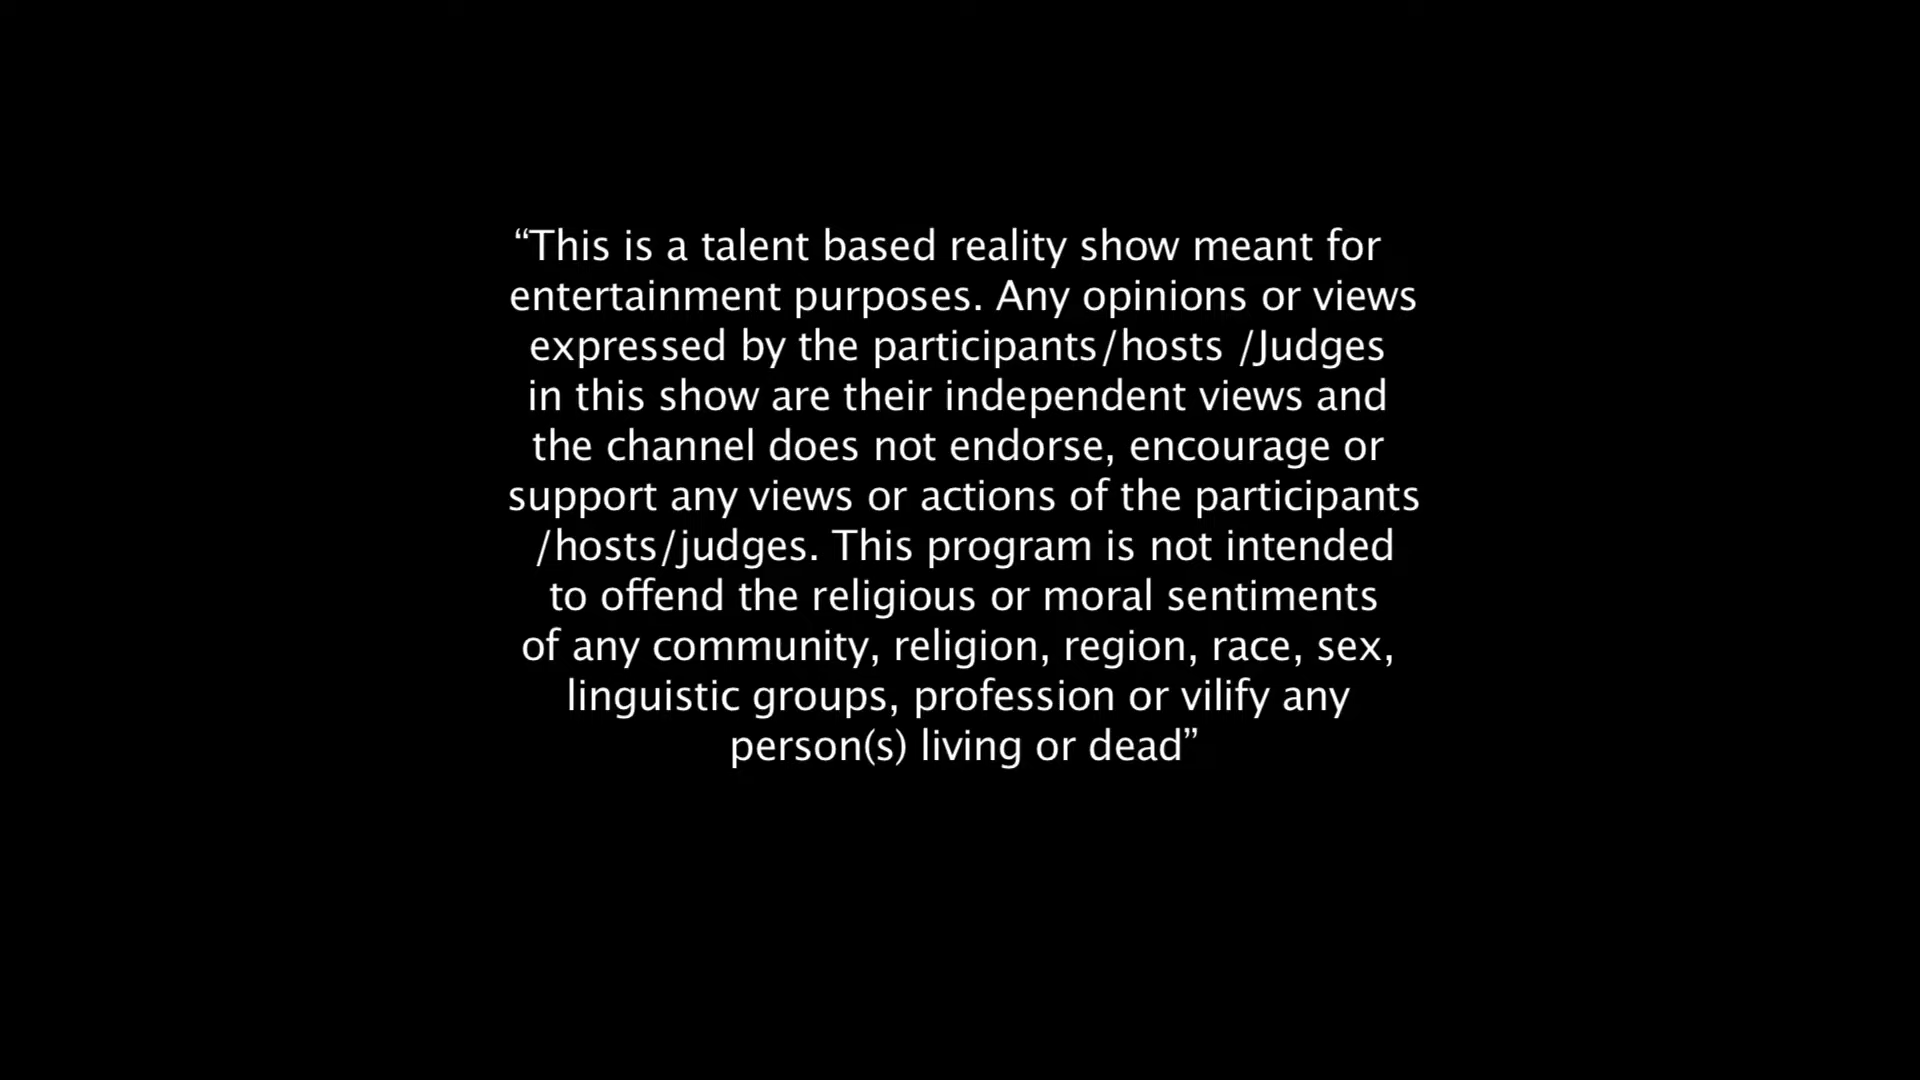 “This is a talent based reality show meant for
entertainment purposes. Any opinions or views
expressed by the participants/hosts /Judges
in this show are their independent views and
the channel does not endorse, encourage or
support any views or actions of the participants
/hosts/judges. This program is not intended
to offend the religious or moral sentiments
of any community, religion, region, race, sex,
linguistic groups, profession or vilify any
person(s) living or dead”